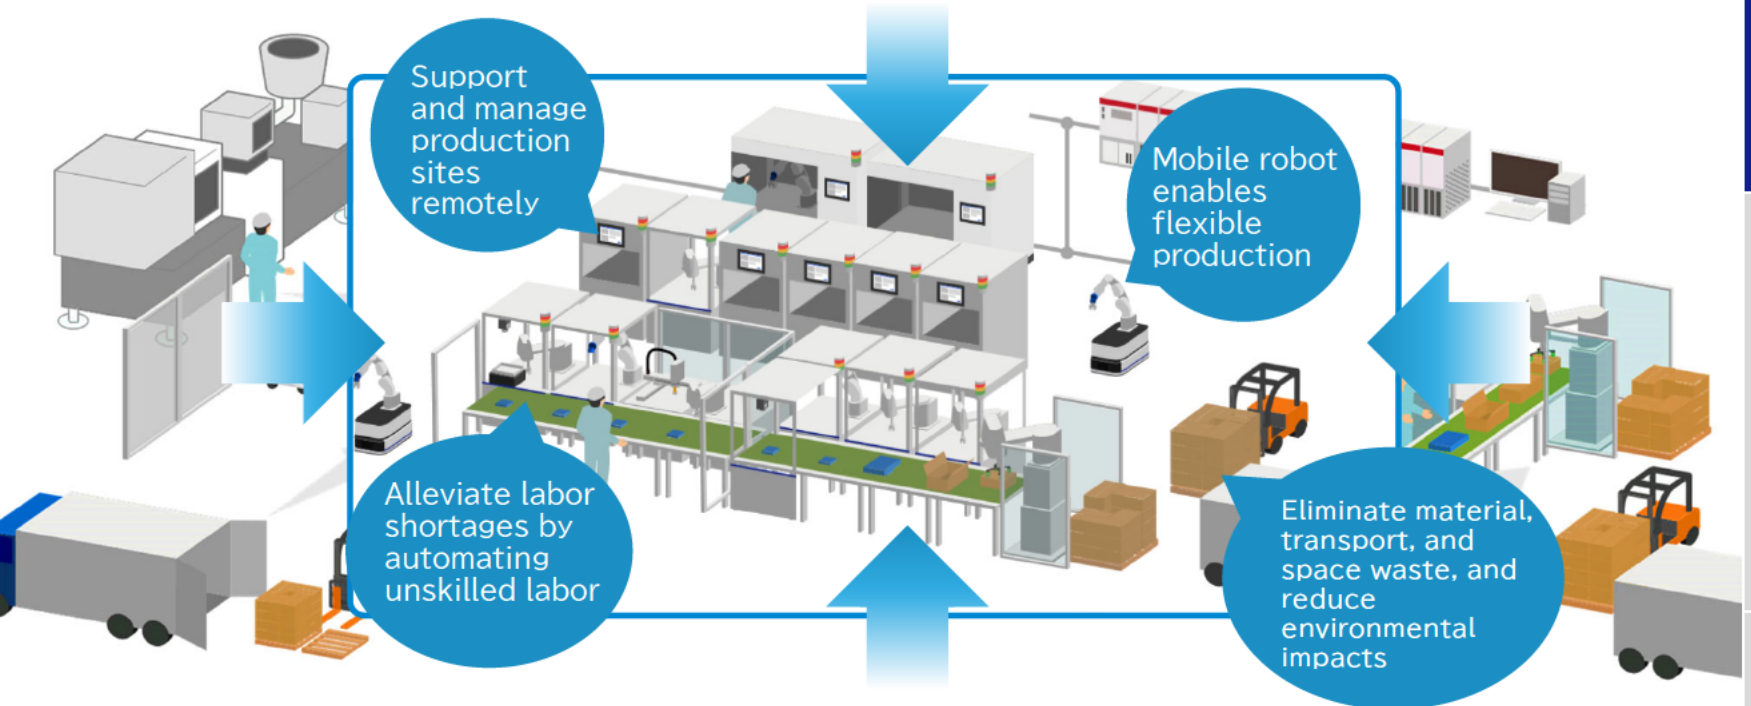 Support
and manage
production
sites
remotely
Mobile robot
enables
flexible
production
Alleviate labor
shortages by
automating
unskilled labor
Eliminate material,
transport, and
space waste, and
reduce
environmental
impacts